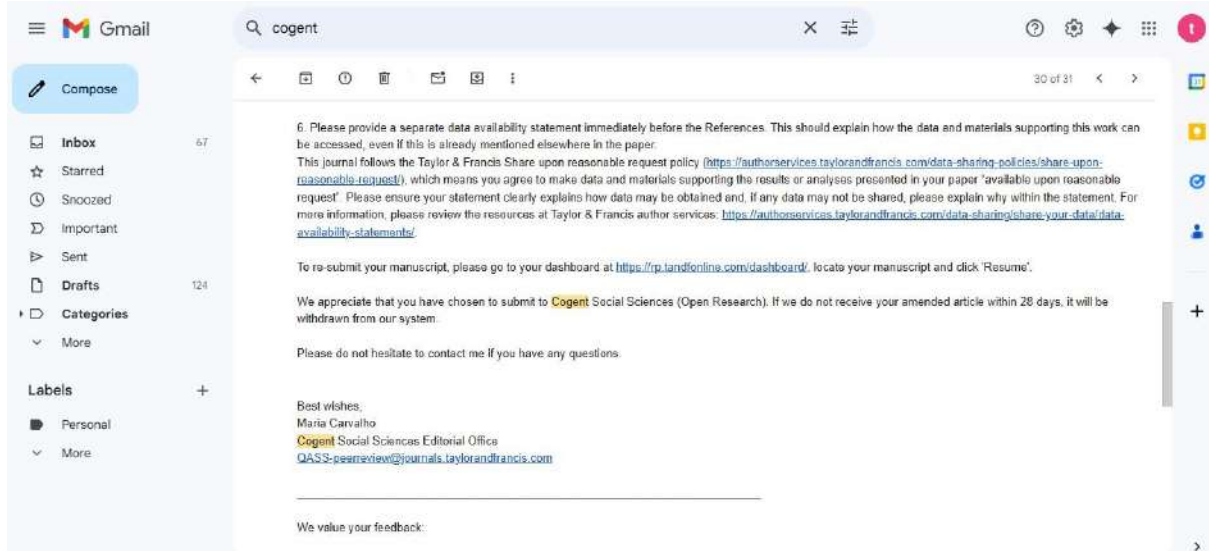 Gmail
cogent
Compose
30 of 31
Inbox 67
Starred
Snoozed
Important
Sent
Drafts 124
Categories
More
Labels
Personal
More
6. Please provide a separate data availability statement immediately before the References. This should explain how the data and materials supporting this work can
be accessed, even if this is already mentioned elsewhere in the paper.
This journal follows the Taylor & Francis Share upon reasonable request policy (https://authorservices.taylorandfrancis.com/data-sharing-policies/share-upon-
reasonable-request/), which means you agree to make data and materials supporting the results or analyses presented in your paper "available upon reasonable
request". Please ensure your statement clearly explains how data may be obtained and, if any data may not be shared, please explain why within the statement. For
more information, please review the resources at Taylor & Francis author services: https://authorservices.taylorandfrancis.com/data-sharing/share-your-data/data-
availability-statements/.
To re-submit your manuscript, please go to your dashboard at https://rp.tandfonline.com/dashboard/, locate your manuscript and click 'Resume'.
We appreciate that you have chosen to submit to Cogent Social Sciences (Open Research). If we do not receive your amended article within 28 days, it will be
withdrawn from our system.
Please do not hesitate to contact me if you have any questions.
Best wishes,
Maria Carvalho
Cogent Social Sciences Editorial Office
QASS-peerreview@journals.taylorandfrancis.com
We value your feedback:
t